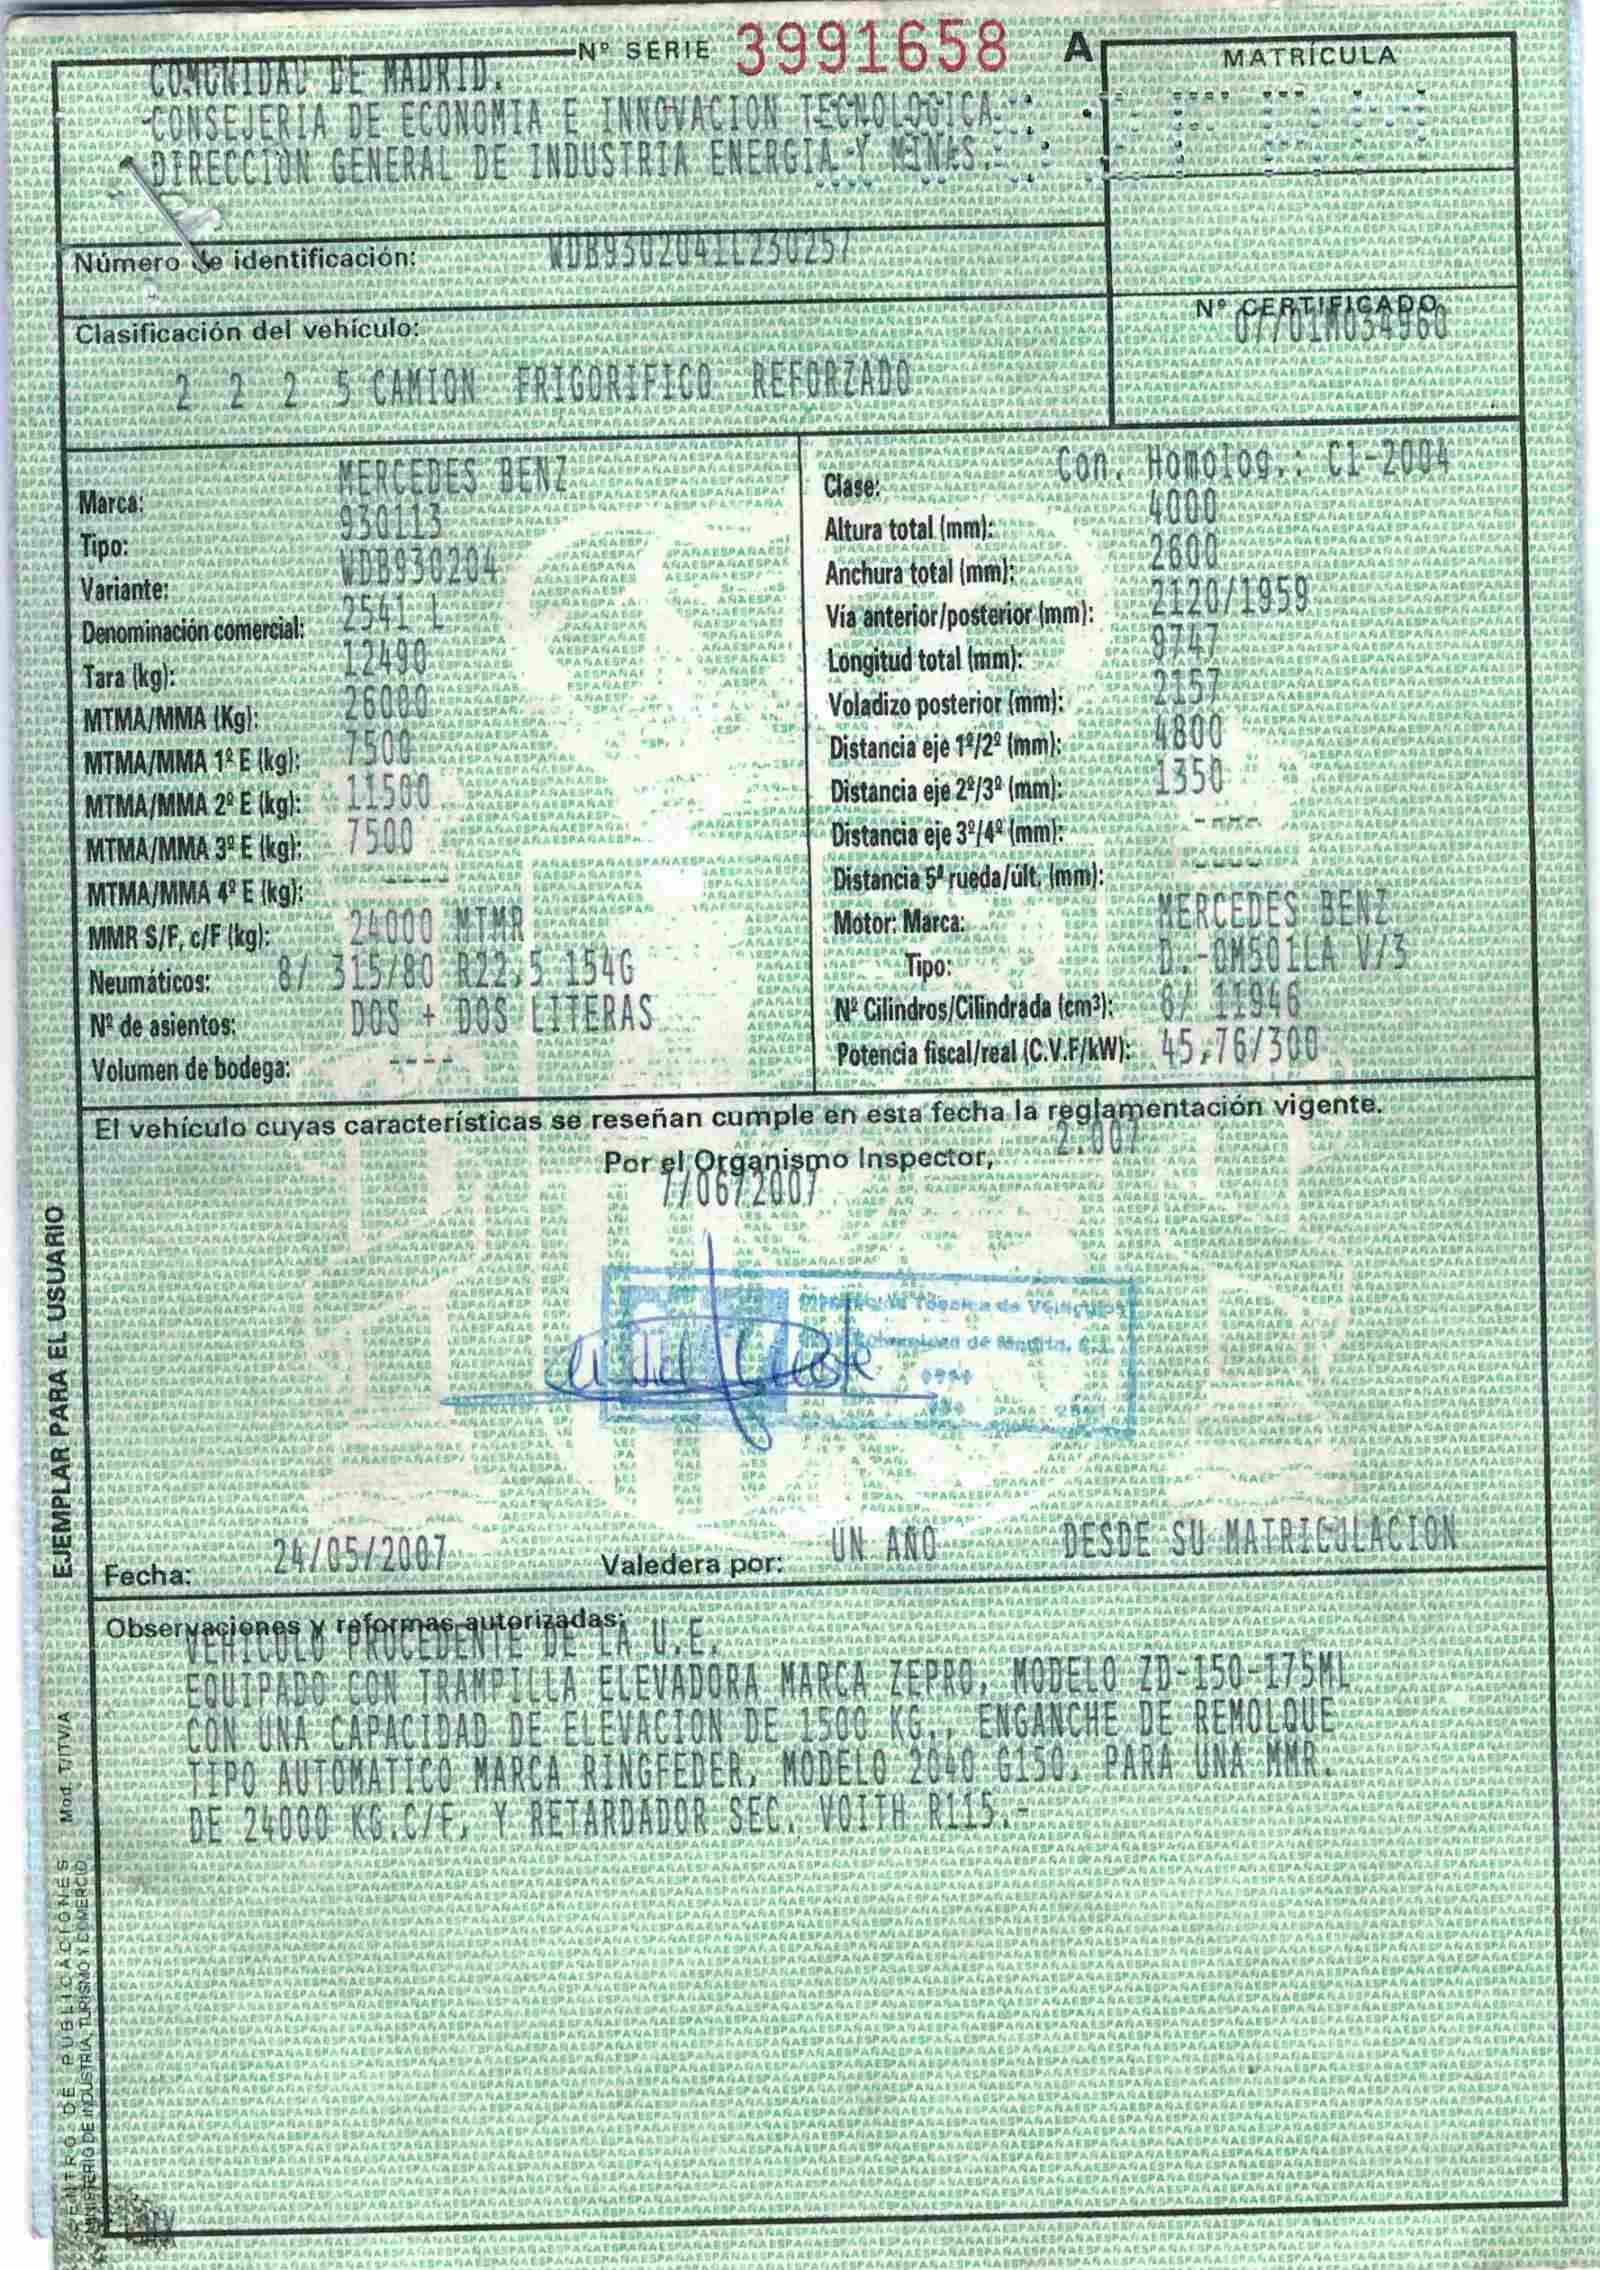 Nº SERIE 3991658 A
MATRÍCULA
COMUNIDAD DE MADRID.
CONSEJERIA DE ECONOMIA E INNOVACION TECNOLOGICA
DIRECCION GENERAL DE INDUSTRIA ENERGIA Y MINAS.
Número de identificación: WDB9302041L230257
Nº CERTIFICADO
07/01M034960
Clasificación del vehículo:
2 2 2 5 CAMION FRIGORIFICO REFORZADO
Marca: MERCEDES BENZ
Tipo: 930113
Variante: WDB930204
Denominación comercial: 2541 L
Tara (kg): 12490
MTMA/MMA (Kg): 26000
MTMA/MMA 1º E (kg): 7500
MTMA/MMA 2º E (kg): 11500
MTMA/MMA 3º E (kg): 7500
MTMA/MMA 4º E (kg): ----
MMR S/F, c/F (kg): 24000 MTMR
Neumáticos: 8/ 315/80 R22,5 154G
Nº de asientos: DOS + DOS LITERAS
Volumen de bodega: ----
Clase: Con. Homolog.: C1-2004
Altura total (mm): 4000
Anchura total (mm): 2600
Vía anterior/posterior (mm): 2120/1959
Longitud total (mm): 9747
Voladizo posterior (mm): 2157
Distancia eje 1º/2º (mm): 4800
Distancia eje 2º/3º (mm): 1350
Distancia eje 3º/4º (mm): ----
Distancia 5ª rueda/últ. (mm): ----
Motor: Marca: MERCEDES BENZ
Tipo: D.-OM501LA V/3
Nº Cilindros/Cilindrada (cm³): 6/ 11946
Potencia fiscal/real (C.V.F/kW): 45,76/300
El vehículo cuyas características se reseñan cumple en esta fecha la reglamentación vigente.
2.007
Por el Organismo Inspector,
7/06/2007
Técnica de Vehículos
Fecha: 24/05/2007 Valedera por: UN AÑO DESDE SU MATRICULACION
Observaciones y reformas autorizadas:
VEHICULO PROCEDENTE DE LA U.E.
EQUIPADO CON TRAMPILLA ELEVADORA MARCA ZEPRO, MODELO ZD-150-175ML
CON UNA CAPACIDAD DE ELEVACION DE 1500 KG., ENGANCHE DE REMOLQUE
TIPO AUTOMATICO MARCA RINGFEDER, MODELO 2040 G150, PARA UNA MMR.
DE 24000 KG.C/F, Y RETARDADOR SEC. VOITH R115.-
EJEMPLAR PARA EL USUARIO
Mod. T/ITV/A
CENTRO DE PUBLICACIONES
MINISTERIO DE INDUSTRIA, TURISMO Y COMERCIO